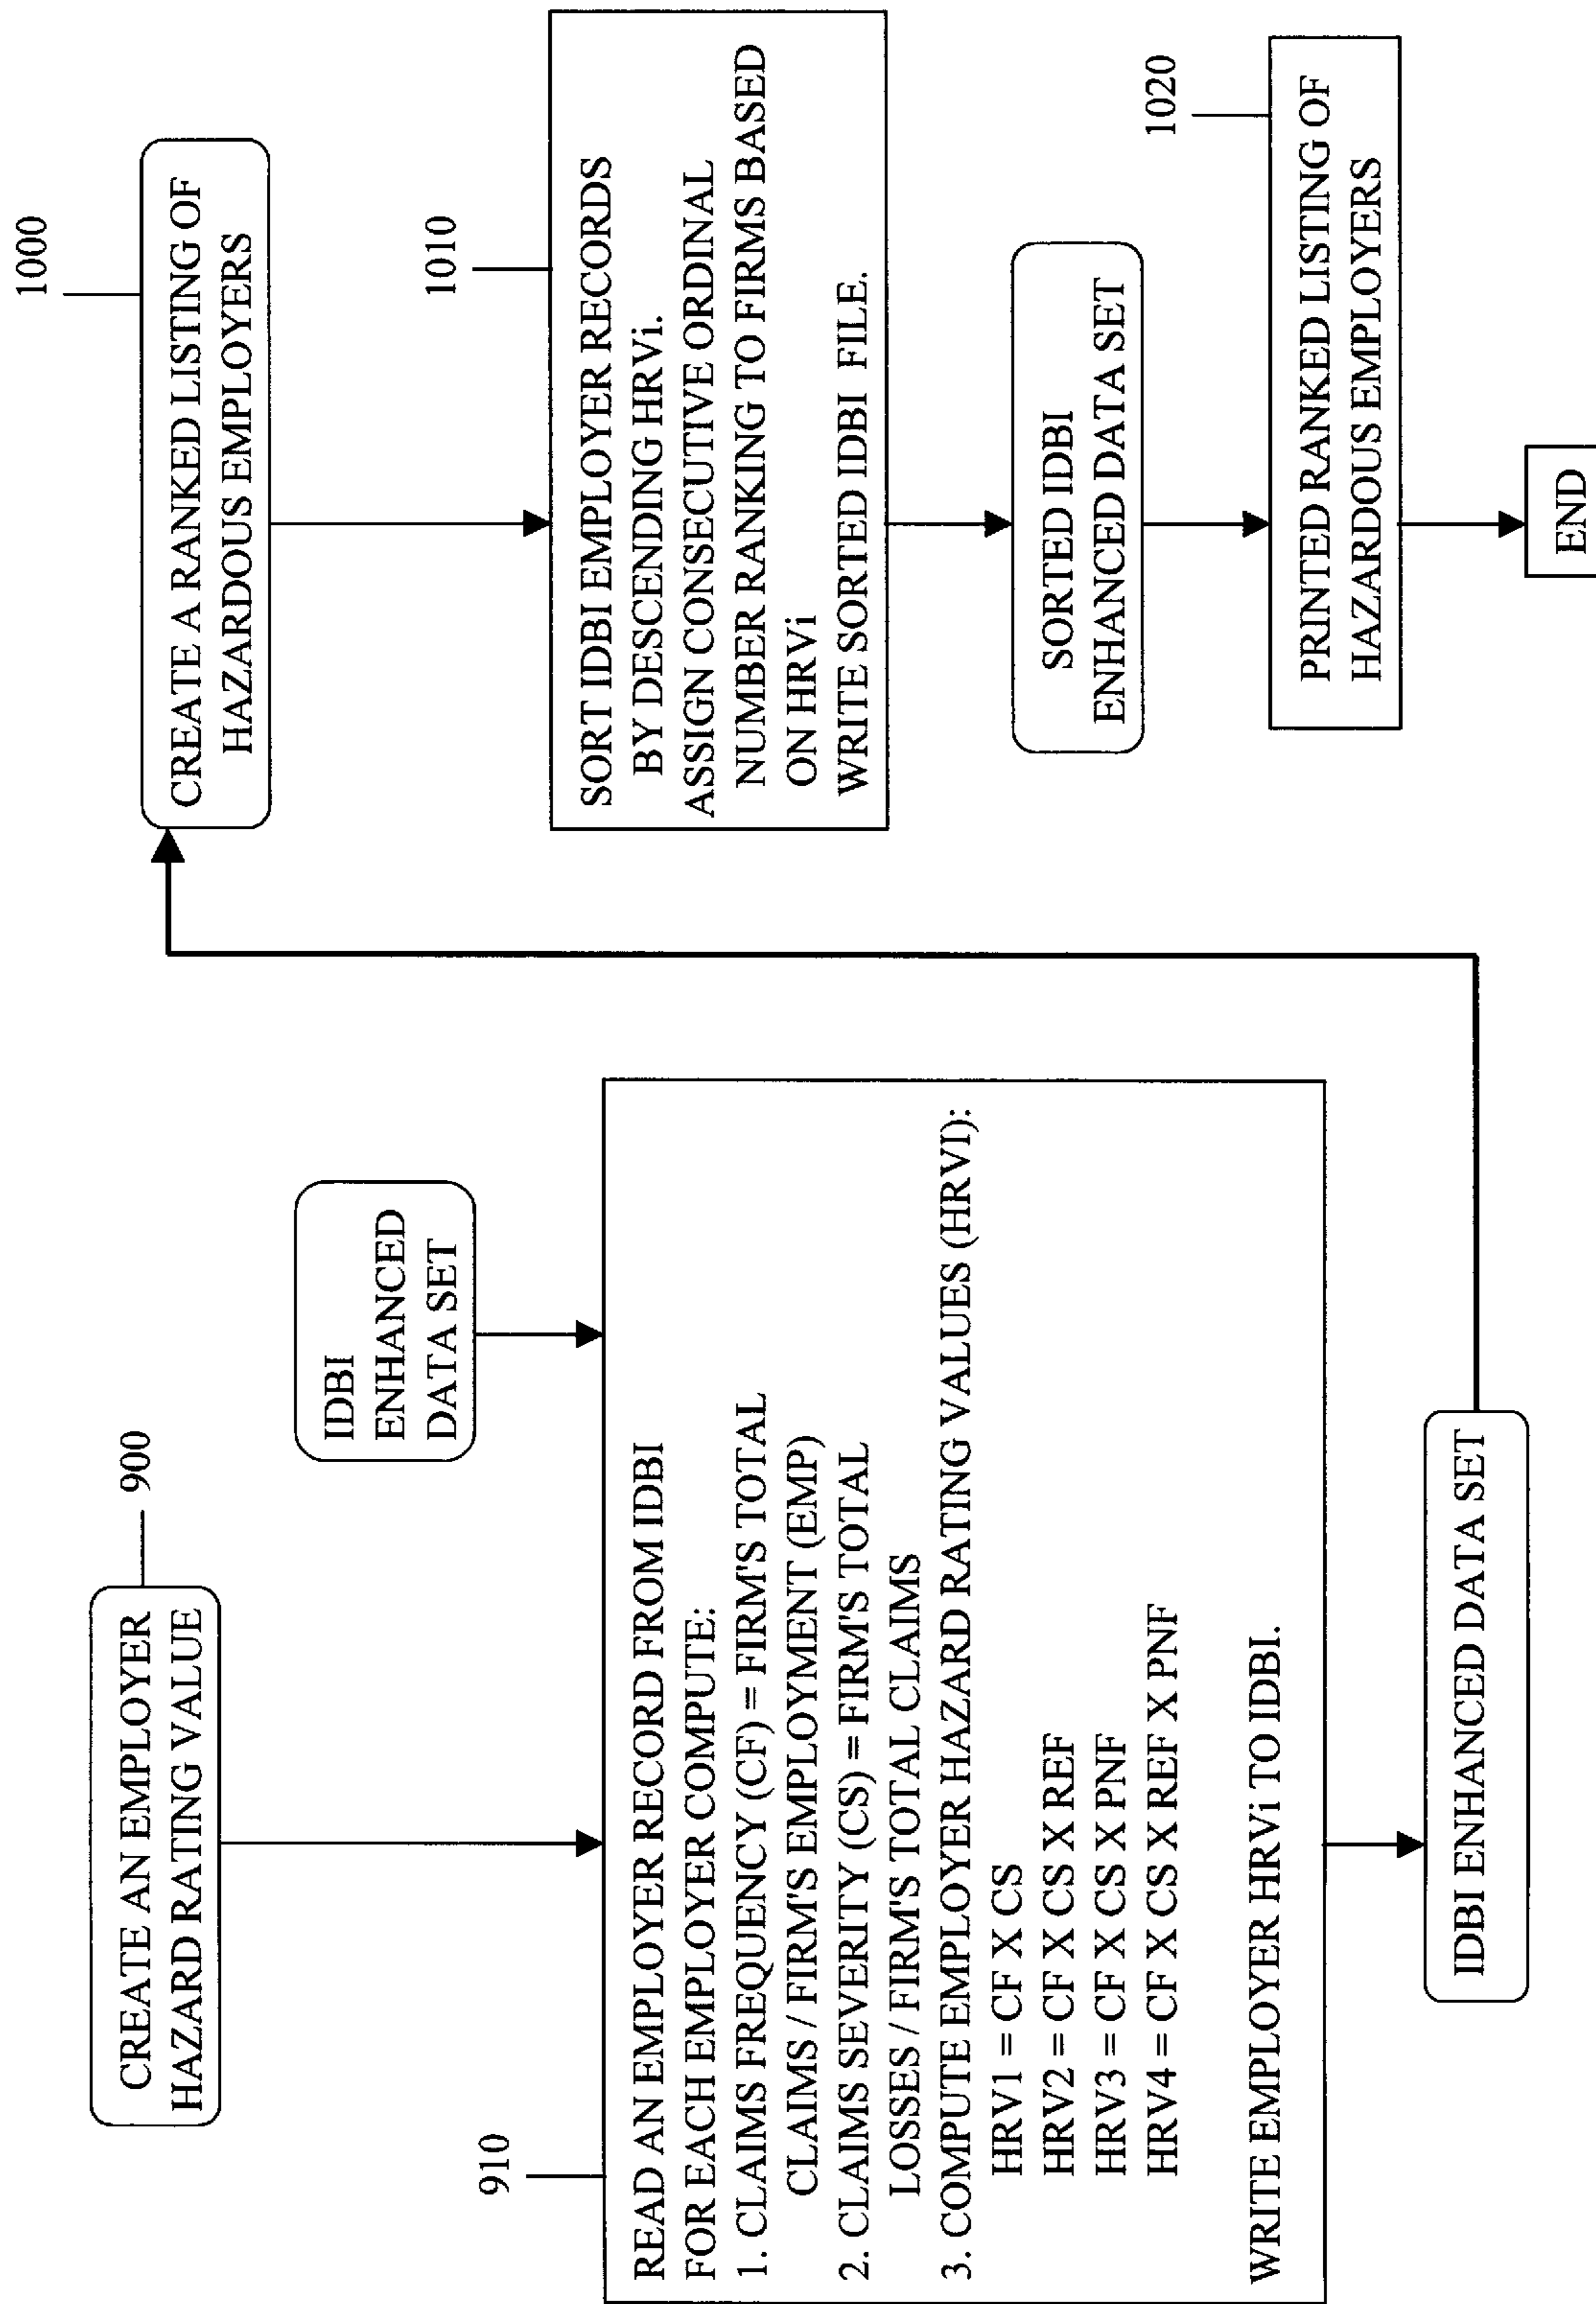 CREATE AN EMPLOYER
HAZARD RATING VALUE
900
IDBI
ENHANCED
DATA SET
910
READ AN EMPLOYER RECORD FROM IDBI
FOR EACH EMPLOYER COMPUTE:
1. CLAIMS FREQUENCY (CF) = FIRM'S TOTAL
CLAIMS / FIRM'S EMPLOYMENT (EMP)
2. CLAIMS SEVERITY (CS) = FIRM'S TOTAL
LOSSES / FIRM'S TOTAL CLAIMS
3. COMPUTE EMPLOYER HAZARD RATING VALUES (HRVI):
HRV1 = CF X CS
HRV2 = CF X CS X REF
HRV3 = CF X CS X PNF
HRV4 = CF X CS X REF X PNF
WRITE EMPLOYER HRVi TO IDBI.
IDBI ENHANCED DATA SET
1000
CREATE A RANKED LISTING OF
HAZARDOUS EMPLOYERS
1010
SORT IDBI EMPLOYER RECORDS
BY DESCENDING HRVi.
ASSIGN CONSECUTIVE ORDINAL
NUMBER RANKING TO FIRMS BASED
ON HRVi
WRITE SORTED IDBI FILE.
SORTED IDBI
ENHANCED DATA SET
1020
PRINTED RANKED LISTING OF
HAZARDOUS EMPLOYERS
END